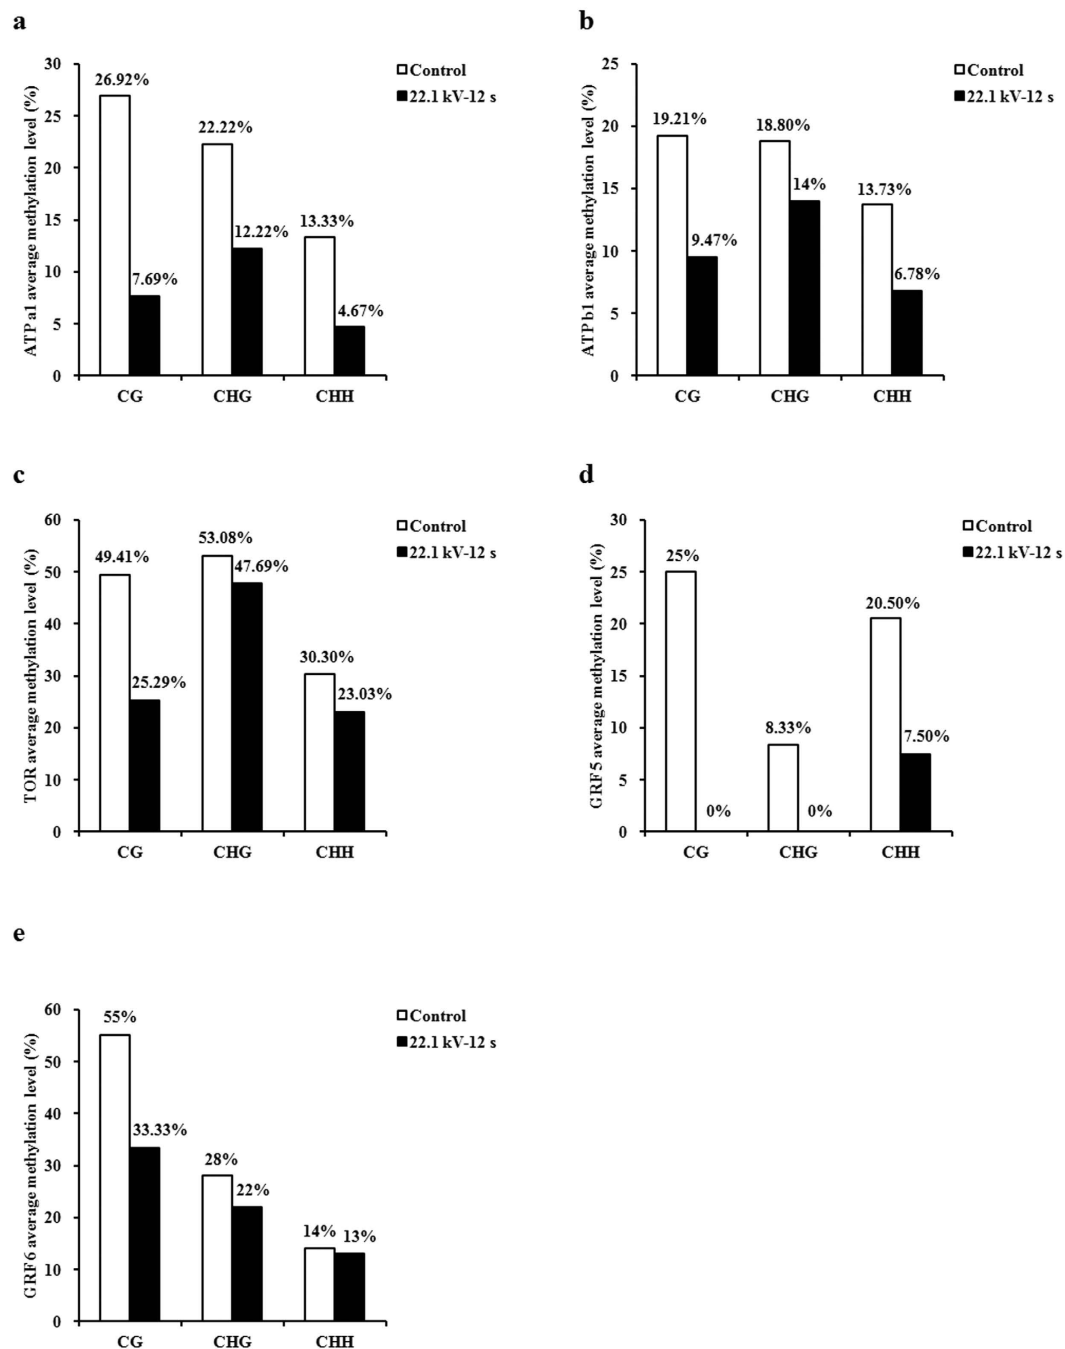 a
ATP a1 average methylation level (%)
30
25
20
15
10
5
0
26.92%
7.69%
22.22%
12.22%
13.33%
4.67%
CG
CHG
CHH
Control
22.1 kV-12 s
b
ATP b1 average methylation level (%)
25
20
15
10
5
0
19.21%
9.47%
18.80%
14%
13.73%
6.78%
CG
CHG
CHH
Control
22.1 kV-12 s
c
TOR average methylation level (%)
60
50
40
30
20
10
0
49.41%
25.29%
53.08%
47.69%
30.30%
23.03%
CG
CHG
CHH
Control
22.1 kV-12 s
d
GRF 5 average methylation level (%)
30
25
20
15
10
5
0
25%
0%
8.33%
0%
20.50%
7.50%
CG
CHG
CHH
Control
22.1 kV-12 s
e
GRF 6 average methylation level (%)
60
50
40
30
20
10
0
55%
33.33%
28%
22%
14%
13%
CG
CHG
CHH
Control
22.1 kV-12 s